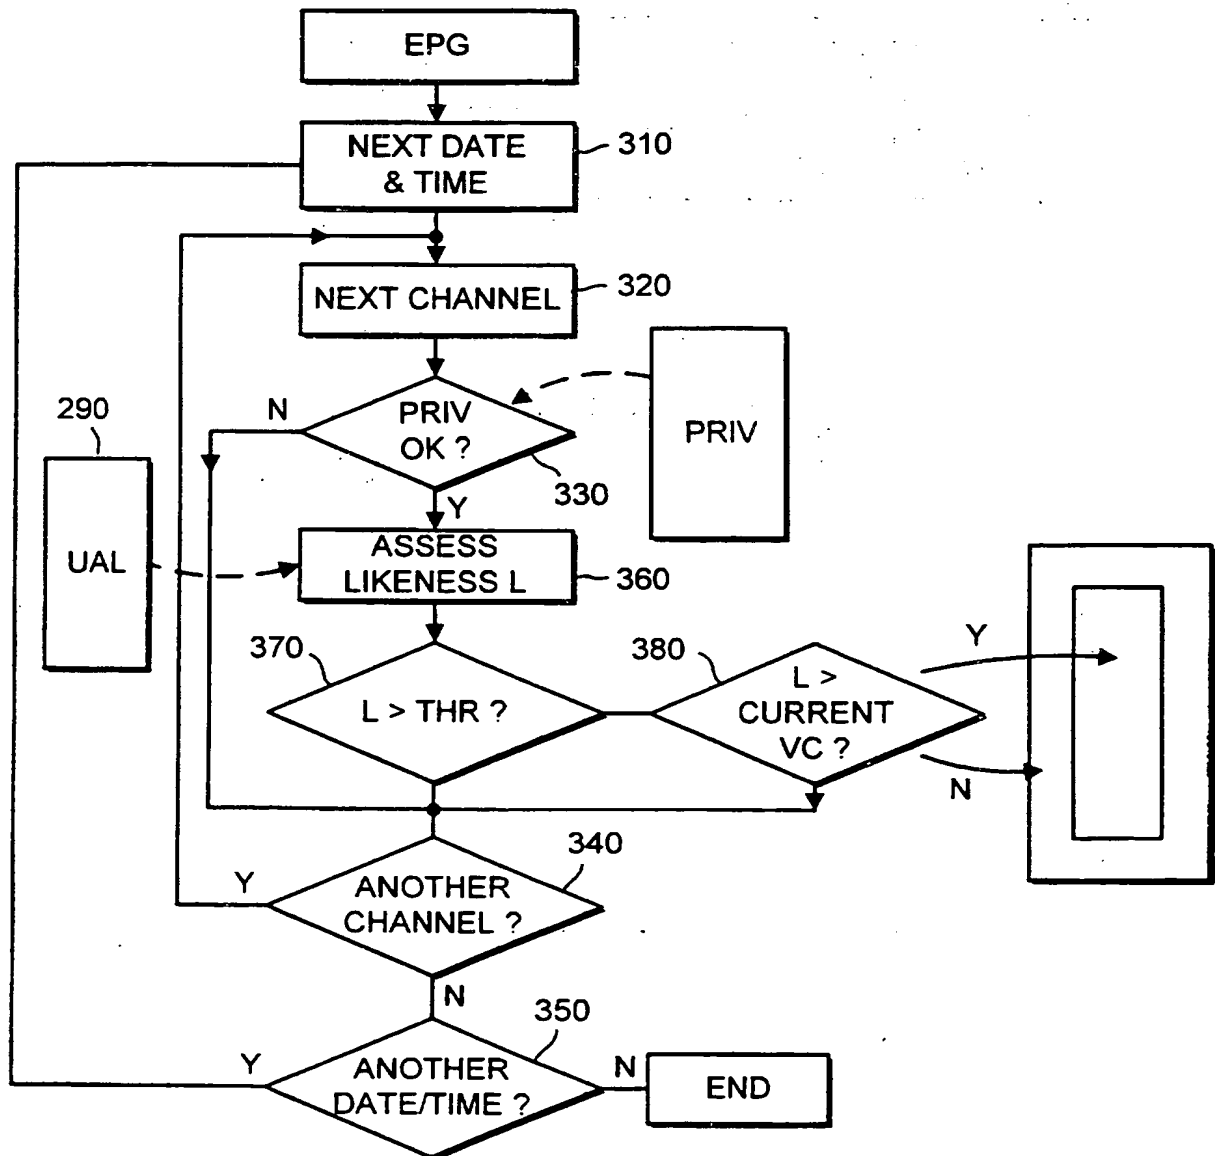 EPG
NEXT DATE
& TIME
310
NEXT CHANNEL
320
N
PRIV
OK ?
330
PRIV
290
UAL
Y
ASSESS
LIKENESS L
360
370
L > THR ?
380
L >
CURRENT
VC ?
Y
N
340
Y
ANOTHER
CHANNEL ?
N
350
Y
ANOTHER
DATE/TIME ?
N
END